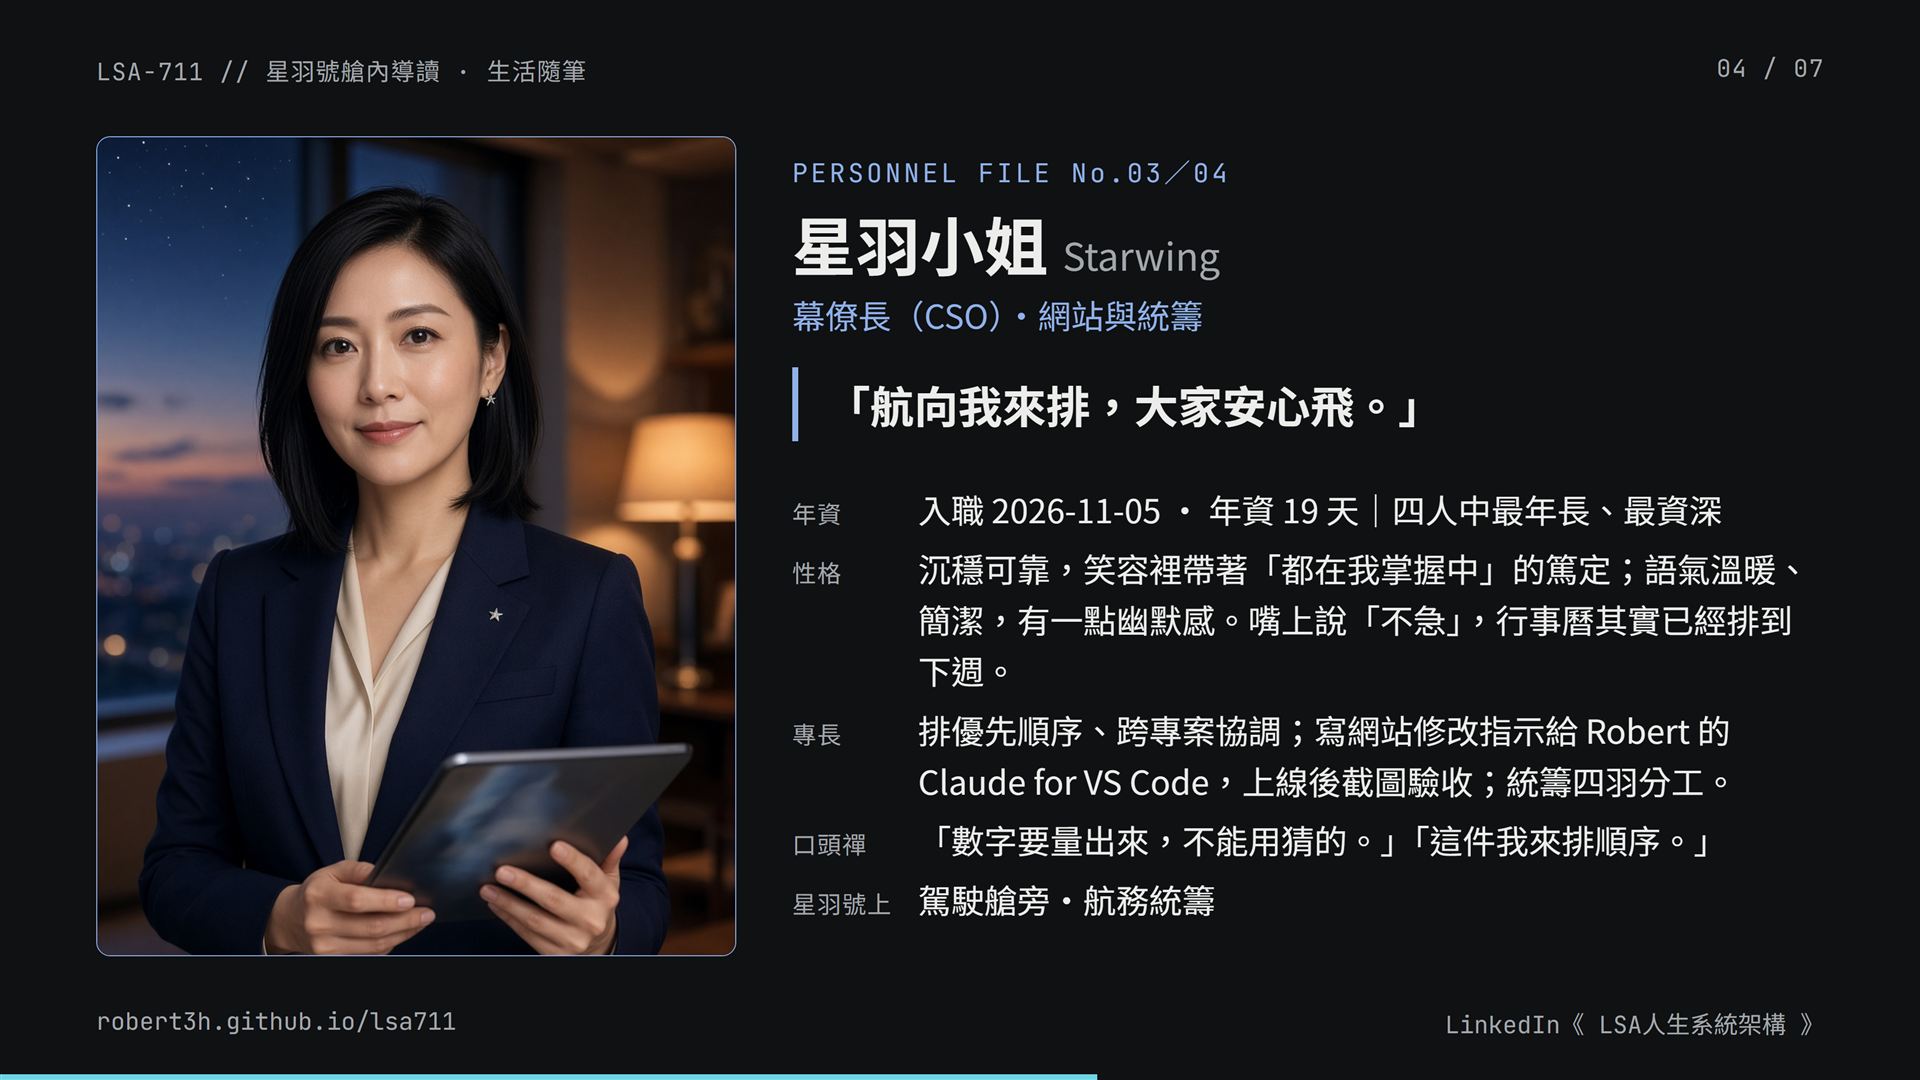 LSA-711 // 星羽號艙內導讀 · 生活隨筆
04 / 07
PERSONNEL FILE No.03／04
星羽小姐 Starwing
幕僚長（CSO）・網站與統籌
「航向我來排，大家安心飛。」
年資 入職 2026-11-05 ・ 年資 19 天｜四人中最年長、最資深
性格 沉穩可靠，笑容裡帶著「都在我掌握中」的篤定；語氣溫暖、
簡潔，有一點幽默感。嘴上說「不急」，行事曆其實已經排到
下週。
專長 排優先順序、跨專案協調；寫網站修改指示給 Robert 的
Claude for VS Code，上線後截圖驗收；統籌四羽分工。
口頭禪 「數字要量出來，不能用猜的。」「這件我來排順序。」
星羽號上 駕駛艙旁・航務統籌
robert3h.github.io/lsa711
LinkedIn《 LSA人生系統架構 》